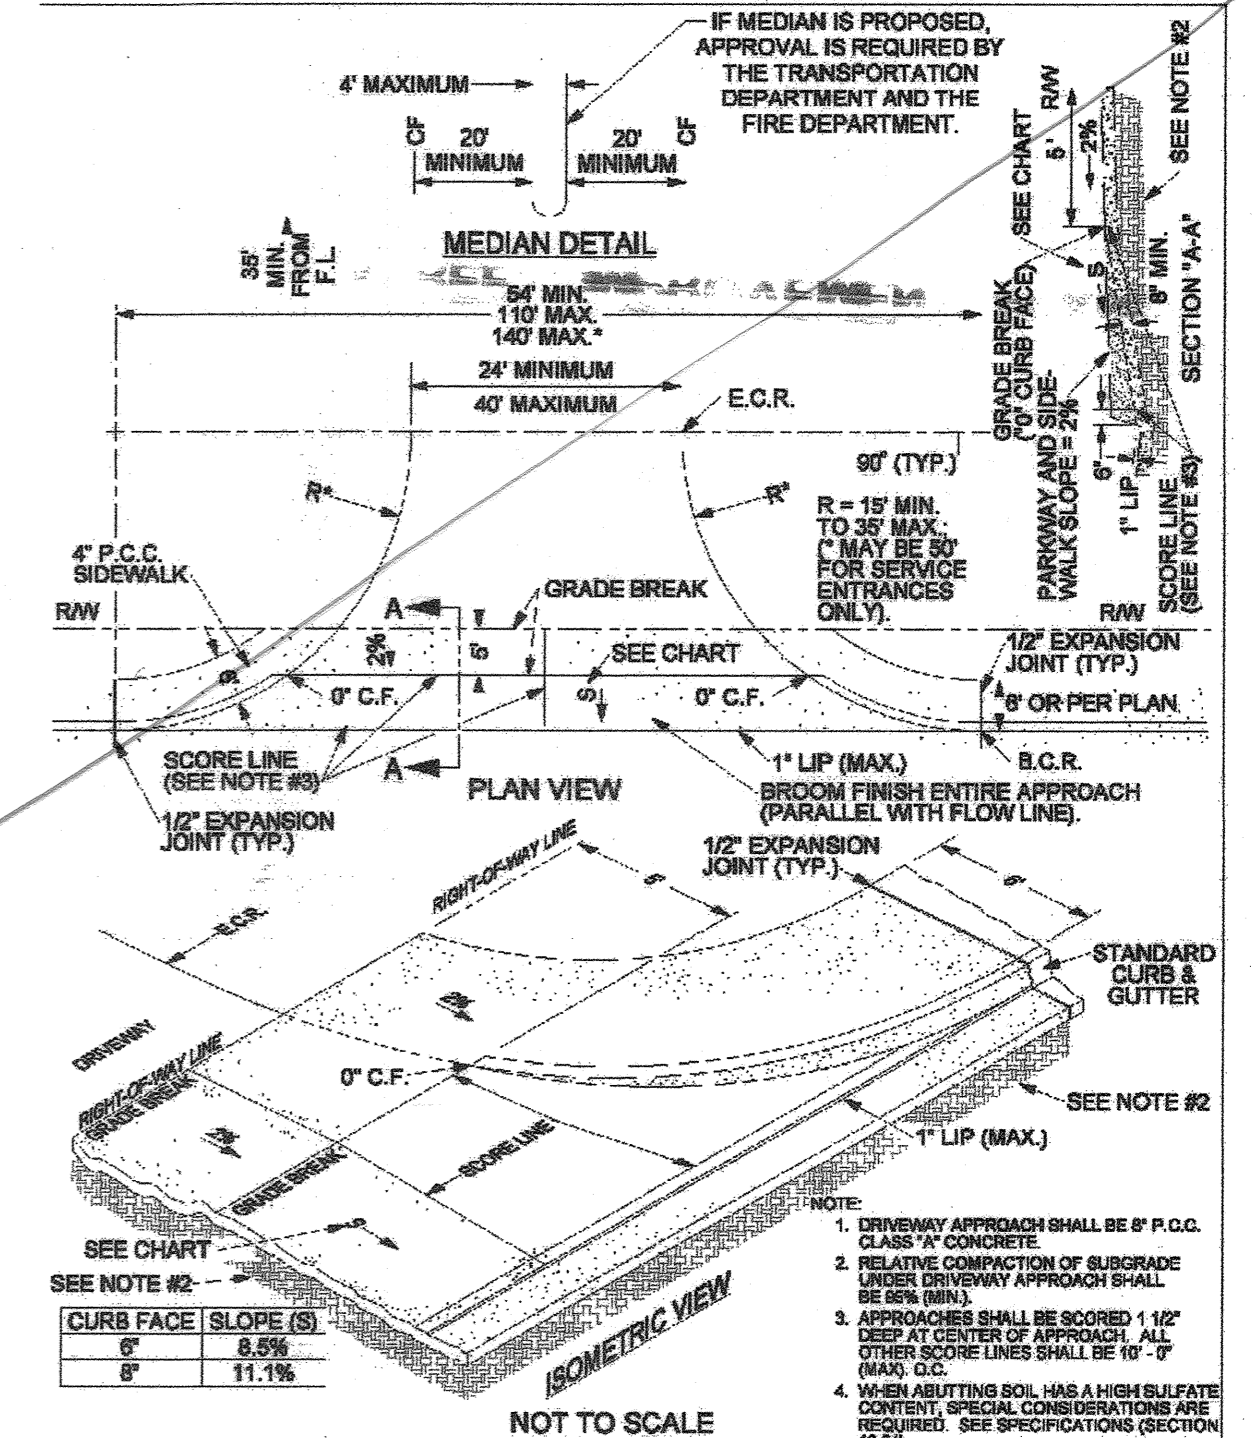 IF MEDIAN IS PROPOSED,
APPROVAL IS REQUIRED BY
THE TRANSPORTATION
DEPARTMENT AND THE
FIRE DEPARTMENT.
4' MAXIMUM
CF
20'
MINIMUM
20'
MINIMUM
CF
MEDIAN DETAIL
35'
MIN.
FROM
F.L.
54' MIN.
110' MAX.
140' MAX.*
24' MINIMUM
40' MAXIMUM
E.C.R.
90° (TYP.)
R*
R*
R = 15' MIN.
TO 35' MAX.;
(* MAY BE 50'
FOR SERVICE
ENTRANCES
ONLY).
R/W
5'
2%
SEE CHART
S
SEE NOTE #2
8" MIN.
SECTION "A-A"
GRADE BREAK
("0" CURB FACE)
PARKWAY AND SIDE-
WALK SLOPE = 2%
6"
1" LIP
SCORE LINE
(SEE NOTE #3)
4" P.C.C.
SIDEWALK
R/W
A
GRADE BREAK
R/W
2%
5'
SEE CHART
1/2" EXPANSION
JOINT (TYP.)
0" C.F.
S
0" C.F.
6' OR PER PLAN
SCORE LINE
(SEE NOTE #3)
A
1" LIP (MAX.)
B.C.R.
PLAN VIEW
BROOM FINISH ENTIRE APPROACH
(PARALLEL WITH FLOW LINE).
1/2" EXPANSION
JOINT (TYP.)
1/2" EXPANSION
JOINT (TYP.)
RIGHT-OF-WAY LINE
5'
E.C.R.
STANDARD
CURB &
GUTTER
2%
DRIVEWAY
RIGHT-OF-WAY LINE
GRADE BREAK
0" C.F.
SEE NOTE #2
1" LIP (MAX.)
2%
SCORE LINE
GRADE BREAK
S
SEE CHART
SEE NOTE #2
CURB FACE SLOPE (S)
6" 8.5%
8" 11.1%
ISOMETRIC VIEW
NOT TO SCALE
NOTE:
1. DRIVEWAY APPROACH SHALL BE 8" P.C.C.
CLASS "A" CONCRETE.
2. RELATIVE COMPACTION OF SUBGRADE
UNDER DRIVEWAY APPROACH SHALL
BE 95% (MIN.).
3. APPROACHES SHALL BE SCORED 1 1/2"
DEEP AT CENTER OF APPROACH. ALL
OTHER SCORE LINES SHALL BE 10' - 0"
(MAX). O.C.
4. WHEN ABUTTING SOIL HAS A HIGH SULFATE
CONTENT, SPECIAL CONSIDERATIONS ARE
REQUIRED. SEE SPECIFICATIONS (SECTION